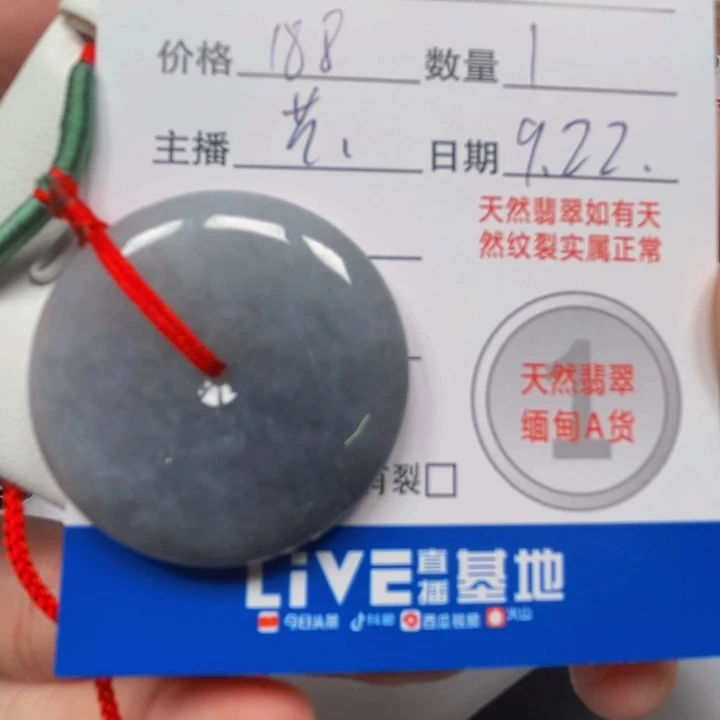 价格 188 数量 1
主播 日期 9.22.
天然翡翠如有天
然纹裂实属正常
天然翡翠
缅甸A货
有裂□
LiVE直播基地
今日头条 抖音 西瓜视频 火山